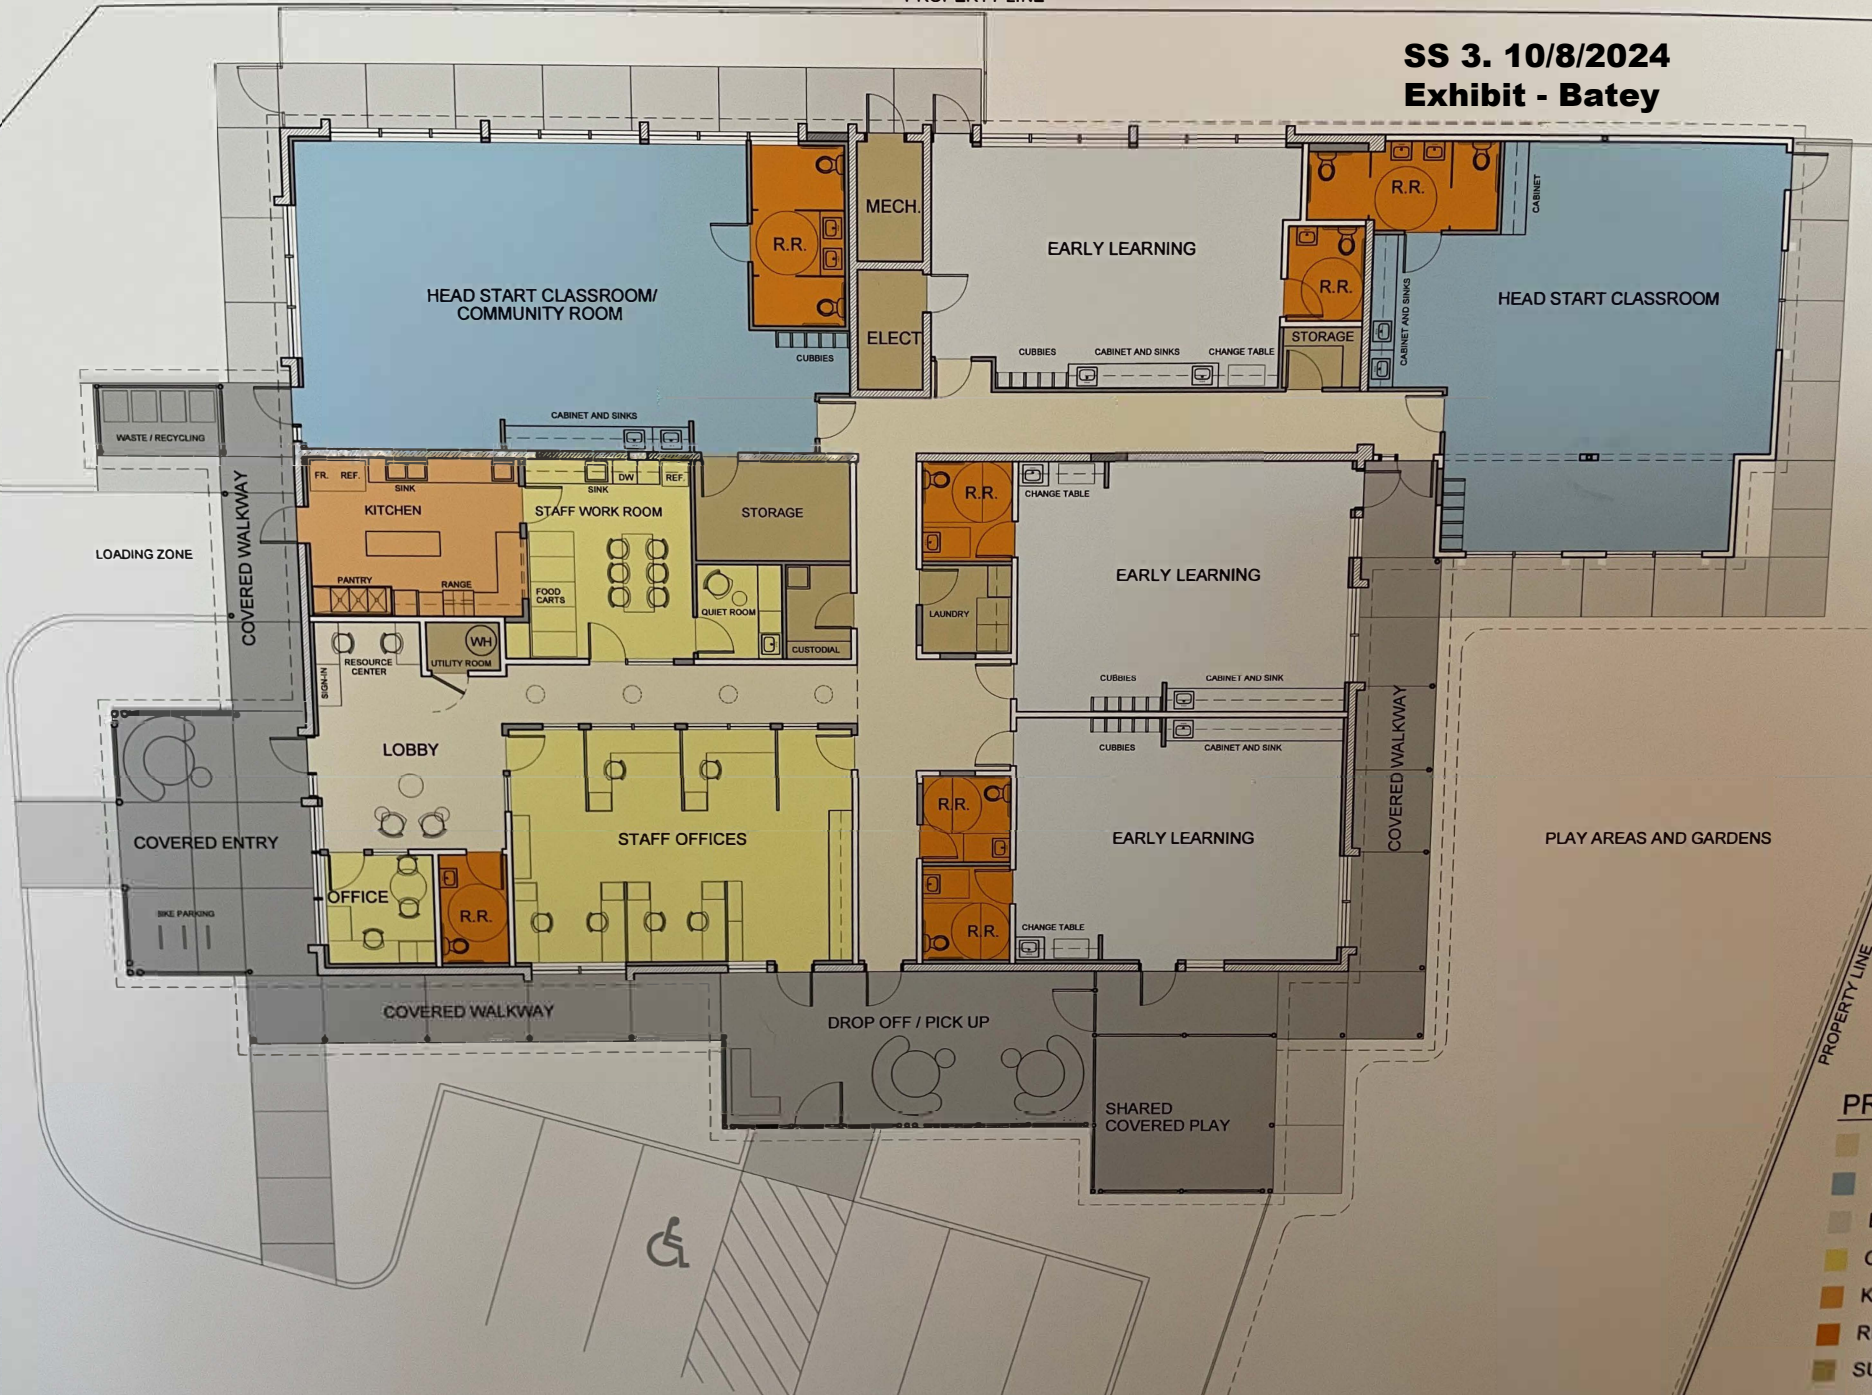 PROPERTY LINE
SS 3. 10/8/2024
Exhibit - Batey
MECH.
R.R.
EARLY LEARNING
R.R.
CABINET
R.R.
HEAD START CLASSROOM/
COMMUNITY ROOM
HEAD START CLASSROOM
ELECT
STORAGE
CABINET AND SINKS
CUBBIES
CUBBIES
CABINET AND SINKS
CHANGE TABLE
CABINET AND SINKS
WASTE / RECYCLING
FR.
REF.
SINK
KITCHEN
PANTRY
RANGE
SINK
DW
REF.
STAFF WORK ROOM
FOOD
CARTS
STORAGE
QUIET ROOM
CUSTODIAL
R.R.
CHANGE TABLE
LAUNDRY
EARLY LEARNING
CUBBIES
CABINET AND SINK
LOADING ZONE
COVERED WALKWAY
SIGN-IN
RESOURCE
CENTER
WH
UTILITY ROOM
LOBBY
CUBBIES
CABINET AND SINK
COVERED WALKWAY
COVERED ENTRY
BIKE PARKING
OFFICE
R.R.
STAFF OFFICES
R.R.
R.R.
EARLY LEARNING
CHANGE TABLE
PLAY AREAS AND GARDENS
COVERED WALKWAY
DROP OFF / PICK UP
SHARED
COVERED PLAY
PROPERTY LINE
PR
K
R
SU